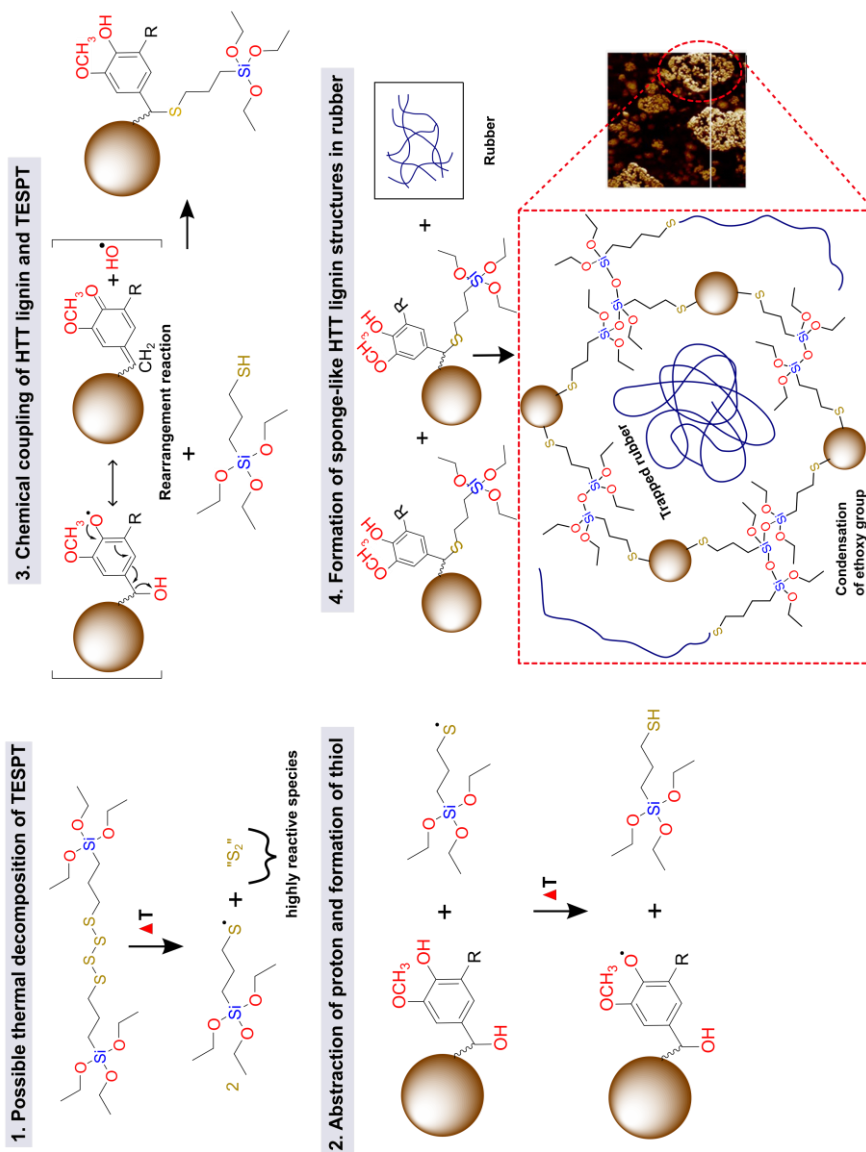 1. Possible thermal decomposition of TESPT
O
O
O
Si
S
S
S
S
Si
O
O
O
▲T
2
O
O
O
Si
S•
+
"S2"
highly reactive species
2. Abstraction of proton and formation of thiol
OCH3
OH
R
OH
+
O
O
O
Si
S•
▲T
OCH3
O•
R
OH
+
O
O
O
Si
SH
3. Chemical coupling of HTT lignin and TESPT
OCH3
O•
R
OH
OCH3
O
R
CH2
+
HO•
Rearrangement reaction
+
O
O
O
Si
SH
OCH3
OH
R
S
Si
O
O
O
4. Formation of sponge-like HTT lignin structures in rubber
OCH3
OH
R
S
Si
O
O
O
+
OCH3
OH
R
S
Si
O
O
O
+
Rubber
Trapped rubber
Condensation
of ethoxy group